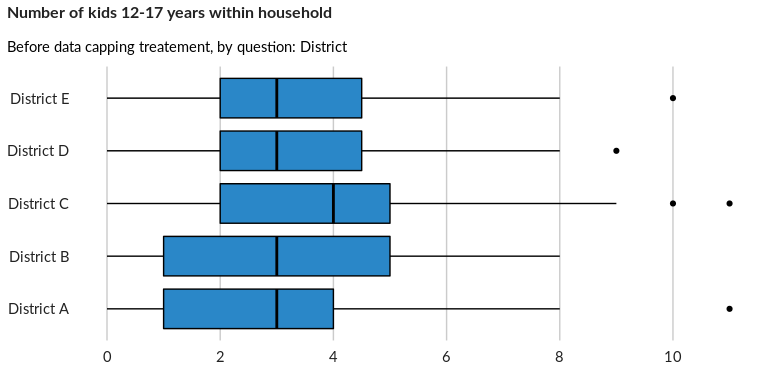 Number of kids 12-17 years within household
Before data capping treatement, by question: District
District E
District D
District C
District B
District A
0 2 4 6 8 10